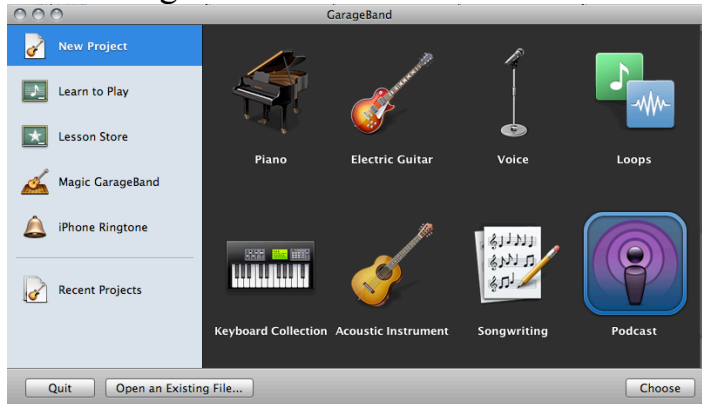 GarageBand
New Project
Learn to Play
Lesson Store
Magic GarageBand
iPhone Ringtone
Recent Projects
Piano Electric Guitar Voice Loops
Keyboard Collection Acoustic Instrument Songwriting Podcast
Quit Open an Existing File... Choose